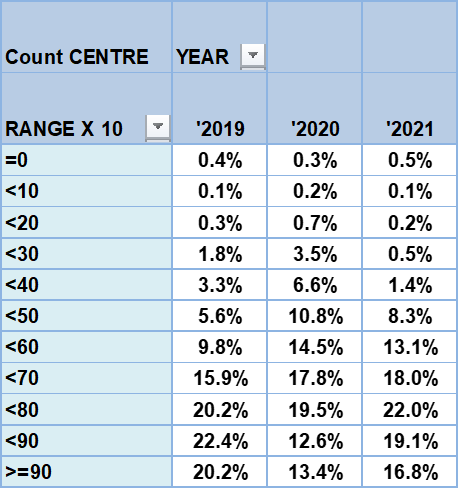 Count CENTRE YEAR
RANGE X 10 '2019 '2020 '2021
=0 0.4% 0.3% 0.5%
<10 0.1% 0.2% 0.1%
<20 0.3% 0.7% 0.2%
<30 1.8% 3.5% 0.5%
<40 3.3% 6.6% 1.4%
<50 5.6% 10.8% 8.3%
<60 9.8% 14.5% 13.1%
<70 15.9% 17.8% 18.0%
<80 20.2% 19.5% 22.0%
<90 22.4% 12.6% 19.1%
>=90 20.2% 13.4% 16.8%